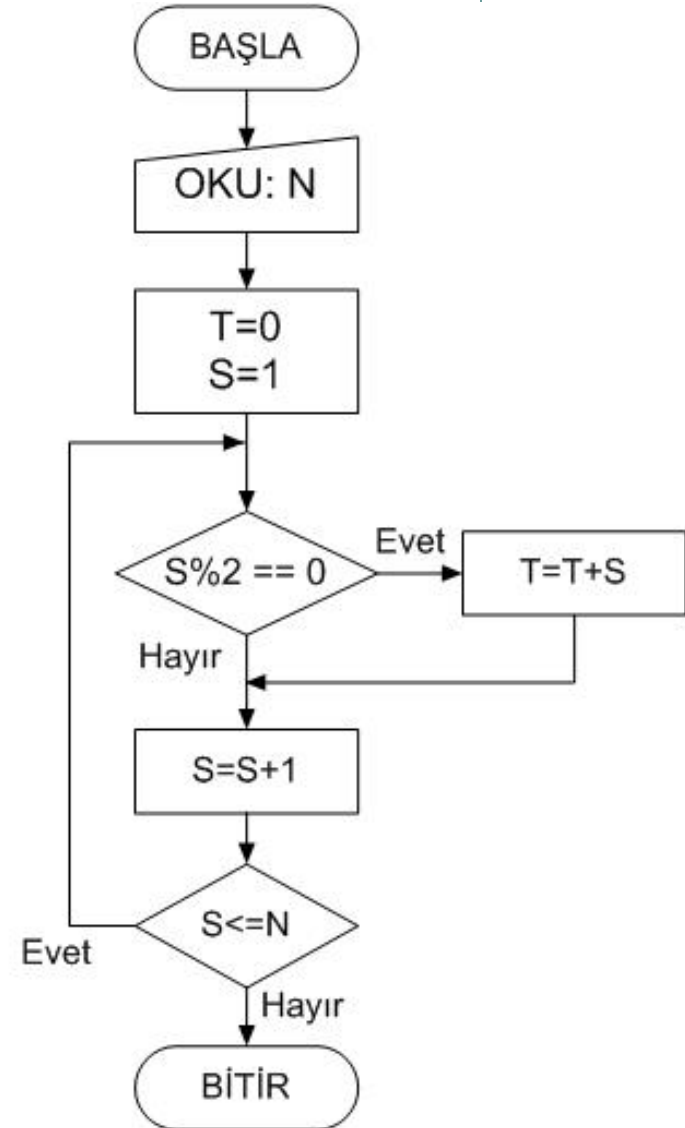 BAŞLA
OKU: N
T=0
S=1
S%2 == 0
Evet
T=T+S
Hayır
S=S+1
S<=N
Evet
Hayır
BİTİR